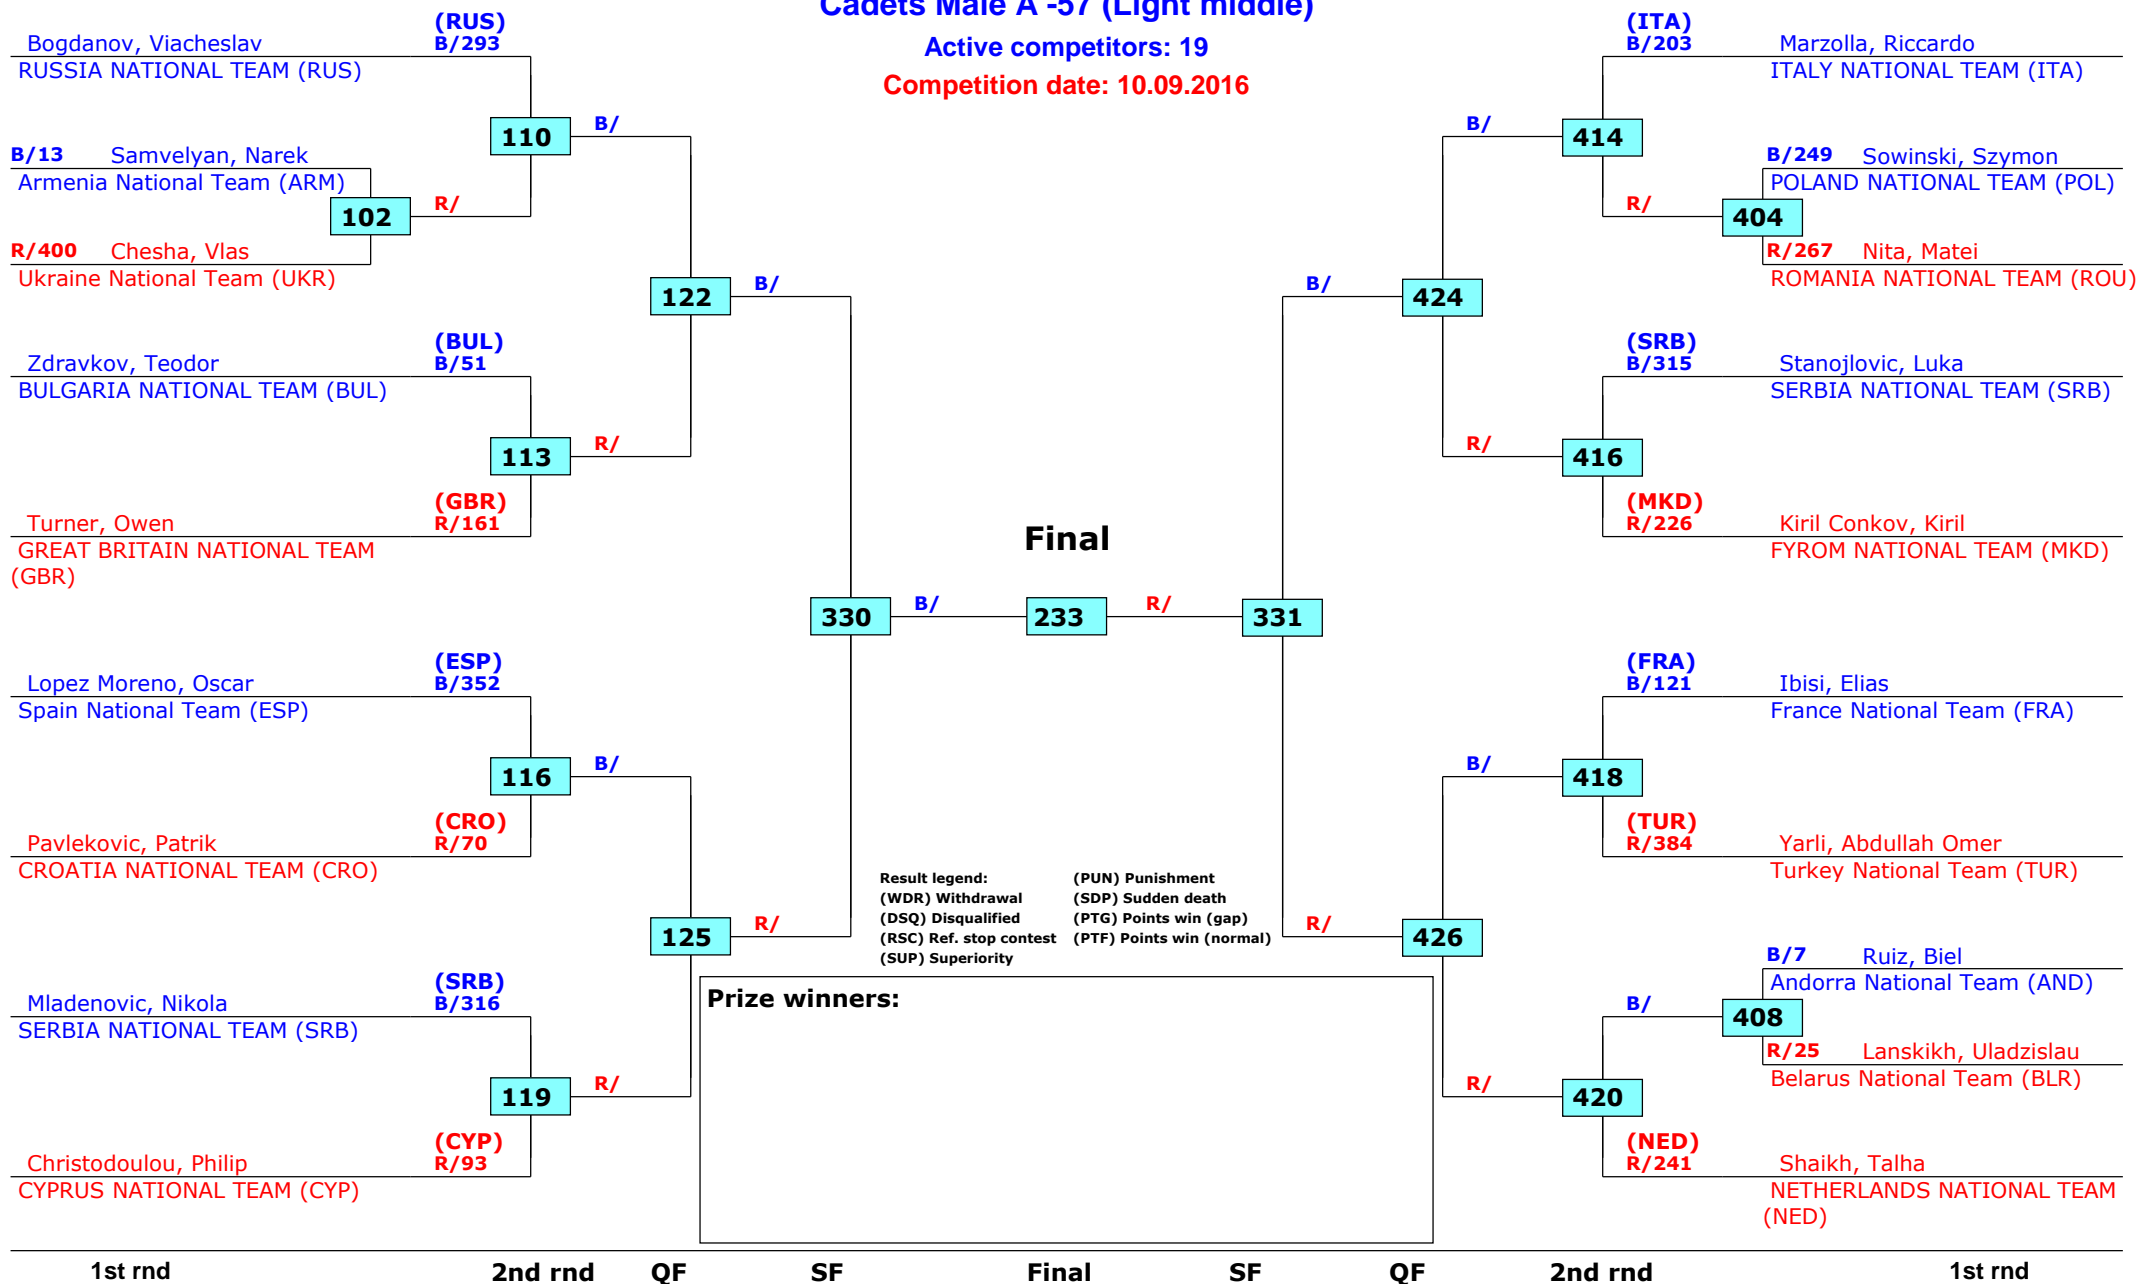 Cadets Male A -57 (Light middle)
Active competitors: 19
Competition date: 10.09.2016
(RUS)
Bogdanov, Viacheslav B/293
RUSSIA NATIONAL TEAM (RUS)
110 B/
B/13 Samvelyan, Narek
Armenia National Team (ARM)
102 R/
R/400 Chesha, Vlas
Ukraine National Team (UKR)
122 B/
(BUL)
Zdravkov, Teodor B/51
BULGARIA NATIONAL TEAM (BUL)
113 R/
(GBR)
Turner, Owen R/161
GREAT BRITAIN NATIONAL TEAM
(GBR)
330 B/
(ESP)
Lopez Moreno, Oscar B/352
Spain National Team (ESP)
116 B/
(CRO)
Pavlekovic, Patrik R/70
CROATIA NATIONAL TEAM (CRO)
125 R/
(SRB)
Mladenovic, Nikola B/316
SERBIA NATIONAL TEAM (SRB)
119 R/
(CYP)
Christodoulou, Philip R/93
CYPRUS NATIONAL TEAM (CYP)
Final
233
(ITA)
B/203 Marzolla, Riccardo
ITALY NATIONAL TEAM (ITA)
B/ 414
B/249 Sowinski, Szymon
POLAND NATIONAL TEAM (POL)
R/ 404
R/267 Nita, Matei
ROMANIA NATIONAL TEAM (ROU)
B/ 424
(SRB)
B/315 Stanojlovic, Luka
SERBIA NATIONAL TEAM (SRB)
R/ 416
(MKD)
R/226 Kiril Conkov, Kiril
FYROM NATIONAL TEAM (MKD)
R/ 331
(FRA)
B/121 Ibisi, Elias
France National Team (FRA)
B/ 418
(TUR)
R/384 Yarli, Abdullah Omer
Turkey National Team (TUR)
R/ 426
B/7 Ruiz, Biel
Andorra National Team (AND)
B/ 408
R/25 Lanskikh, Uladzislau
Belarus National Team (BLR)
R/ 420
(NED)
R/241 Shaikh, Talha
NETHERLANDS NATIONAL TEAM
(NED)
Result legend: (PUN) Punishment
(WDR) Withdrawal (SDP) Sudden death
(DSQ) Disqualified (PTG) Points win (gap)
(RSC) Ref. stop contest (PTF) Points win (normal)
(SUP) Superiority
Prize winners:
1st rnd 2nd rnd QF SF Final SF QF 2nd rnd 1st rnd